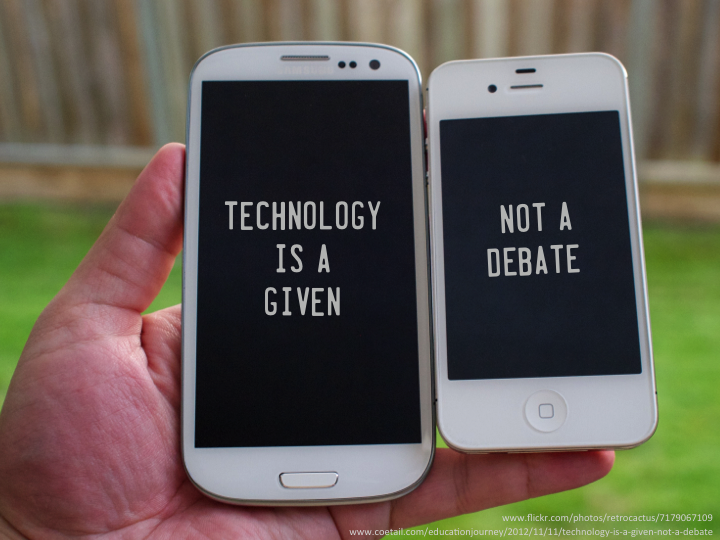 TECHNOLOGY
IS A
GIVEN
NOT A
DEBATE
www.flickr.com/photos/retrocactus/7179067109
www.coetail.com/educationjourney/2012/11/11/technology-is-a-given-not-a-debate